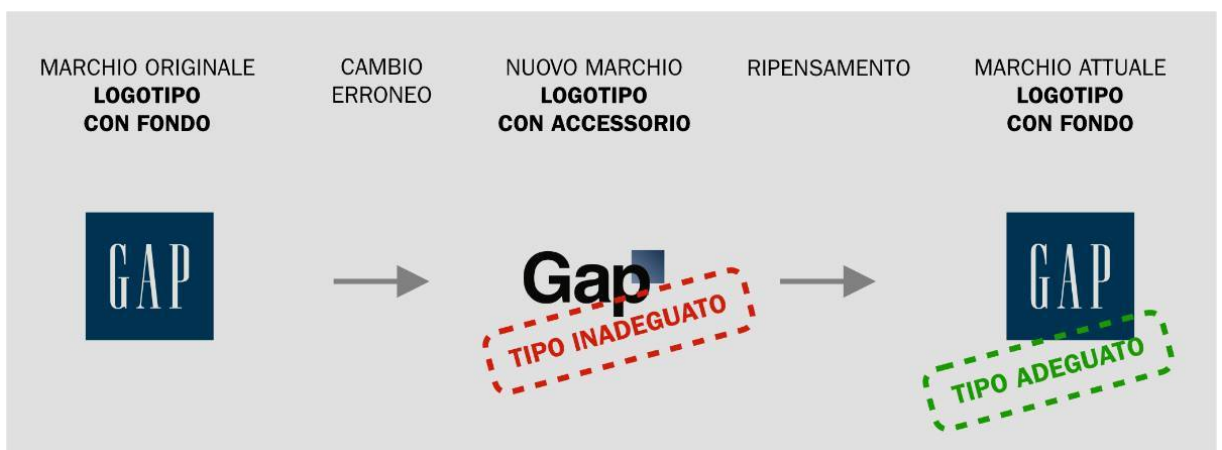 MARCHIO ORIGINALE
LOGOTIPO
CON FONDO
CAMBIO
ERRONEO
NUOVO MARCHIO
LOGOTIPO
CON ACCESSORIO
RIPENSAMENTO
MARCHIO ATTUALE
LOGOTIPO
CON FONDO
GAP
Gap
TIPO INADEGUATO
GAP
TIPO ADEGUATO